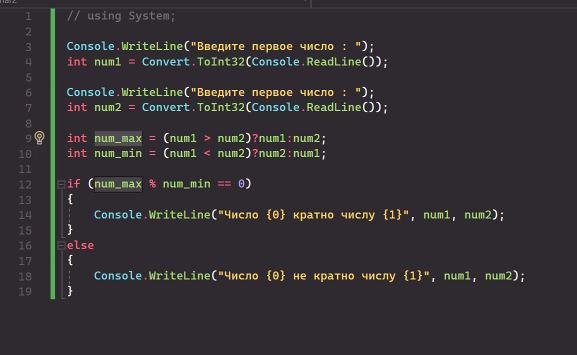 1 // using System;
2
3 Console.WriteLine("Введите первое число : ");
4 int num1 = Convert.ToInt32(Console.ReadLine());
5
6 Console.WriteLine("Введите первое число : ");
7 int num2 = Convert.ToInt32(Console.ReadLine());
8
9 int num_max = (num1 > num2)?num1:num2;
10 int num_min = (num1 < num2)?num2:num1;
11
12 if (num_max % num_min == 0)
13 {
14 Console.WriteLine("Число {0} кратно числу {1}", num1, num2);
15 }
16 else
17 {
18 Console.WriteLine("Число {0} не кратно числу {1}", num1, num2);
19 }